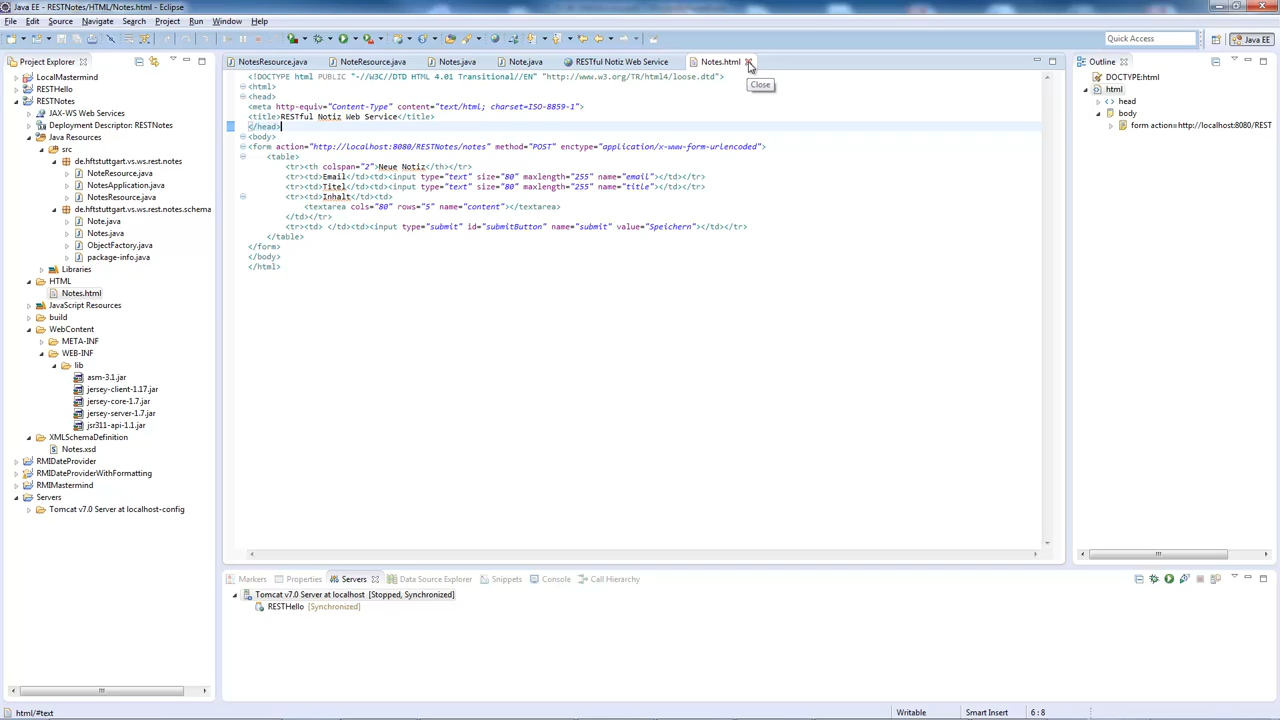 Java EE - RESTNotes/HTML/Notes.html - Eclipse
File Edit Source Navigate Search Project Run Window Help
Quick Access
Java EE
Project Explorer
LocalMastermind
RESTHello
RESTNotes
JAX-WS Web Services
Deployment Descriptor: RESTNotes
Java Resources
src
de.hftstuttgart.vs.ws.rest.notes
NoteResource.java
NotesApplication.java
NotesResource.java
de.hftstuttgart.vs.ws.rest.notes.schema
Note.java
Notes.java
ObjectFactory.java
package-info.java
Libraries
HTML
Notes.html
JavaScript Resources
build
WebContent
META-INF
WEB-INF
lib
asm-3.1.jar
jersey-client-1.17.jar
jersey-core-1.7.jar
jersey-server-1.7.jar
jsr311-api-1.1.jar
XMLSchemaDefinition
Notes.xsd
RMIDateProvider
RMIDateProviderWithFormatting
RMIMastermind
Servers
Tomcat v7.0 Server at localhost-config
NotesResource.java NoteResource.java Notes.java Note.java RESTful Notiz Web Service Notes.html
Close
<!DOCTYPE html PUBLIC "-//W3C//DTD HTML 4.01 Transitional//EN" "http://www.w3.org/TR/html4/loose.dtd">
<html>
<head>
<meta http-equiv="Content-Type" content="text/html; charset=ISO-8859-1">
<title>RESTful Notiz Web Service</title>
</head>
<body>
<form action="http://localhost:8080/RESTNotes/notes" method="POST" enctype="application/x-www-form-urlencoded">
<table>
<tr><th colspan="2">Neue Notiz</th></tr>
<tr><td>Email</td><td><input type="text" size="80" maxlength="255" name="email"></td></tr>
<tr><td>Titel</td><td><input type="text" size="80" maxlength="255" name="title"></td></tr>
<tr><td>Inhalt</td><td>
<textarea cols="80" rows="5" name="content"></textarea>
</td></tr>
<tr><td> </td><td><input type="submit" id="submitButton" name="submit" value="Speichern"></td></tr>
</table>
</form>
</body>
</html>
Outline
DOCTYPE:html
html
head
body
form action=http://localhost:8080/REST
Markers Properties Servers Data Source Explorer Snippets Console Call Hierarchy
Tomcat v7.0 Server at localhost [Stopped, Synchronized]
RESTHello [Synchronized]
html/#text
Writable
Smart Insert
6 : 8